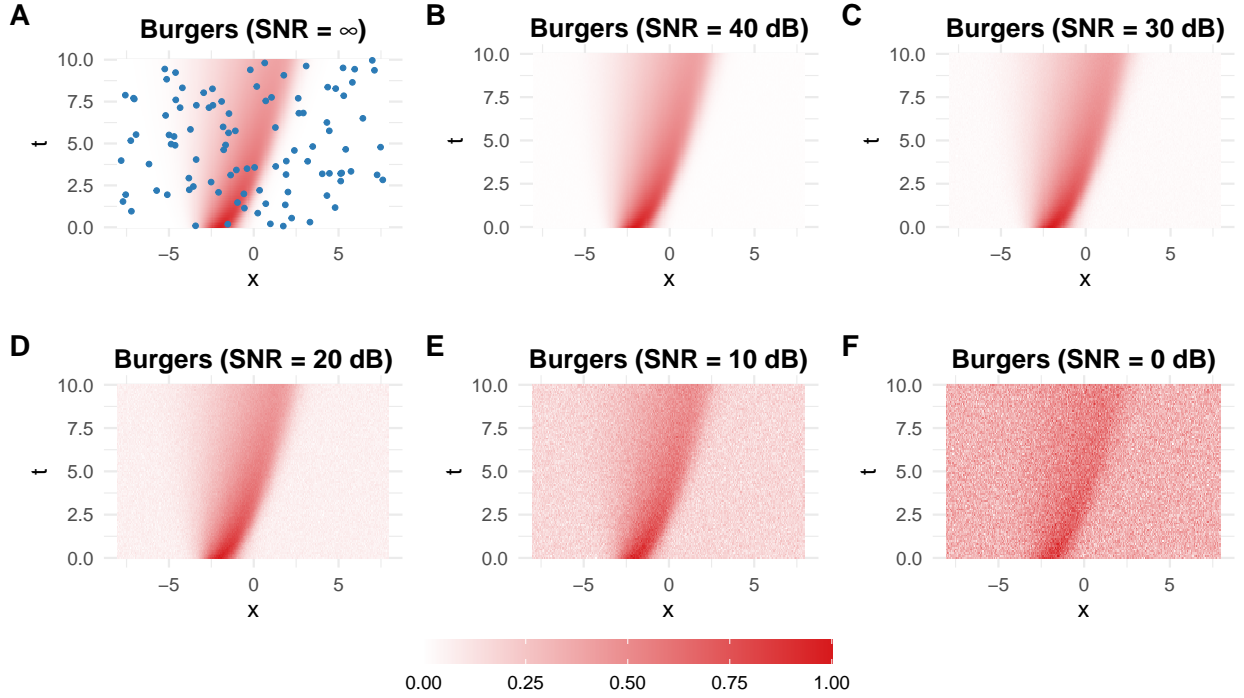 A
Burgers (SNR = ∞)
10.0
7.5
5.0
2.5
0.0
t
−5
0
5
x
B
Burgers (SNR = 40 dB)
10.0
7.5
5.0
2.5
0.0
t
−5
0
5
x
C
Burgers (SNR = 30 dB)
10.0
7.5
5.0
2.5
0.0
t
−5
0
5
x
D
Burgers (SNR = 20 dB)
10.0
7.5
5.0
2.5
0.0
t
−5
0
5
x
E
Burgers (SNR = 10 dB)
10.0
7.5
5.0
2.5
0.0
t
−5
0
5
x
F
Burgers (SNR = 0 dB)
10.0
7.5
5.0
2.5
0.0
t
−5
0
5
x
0.00 0.25 0.50 0.75 1.00